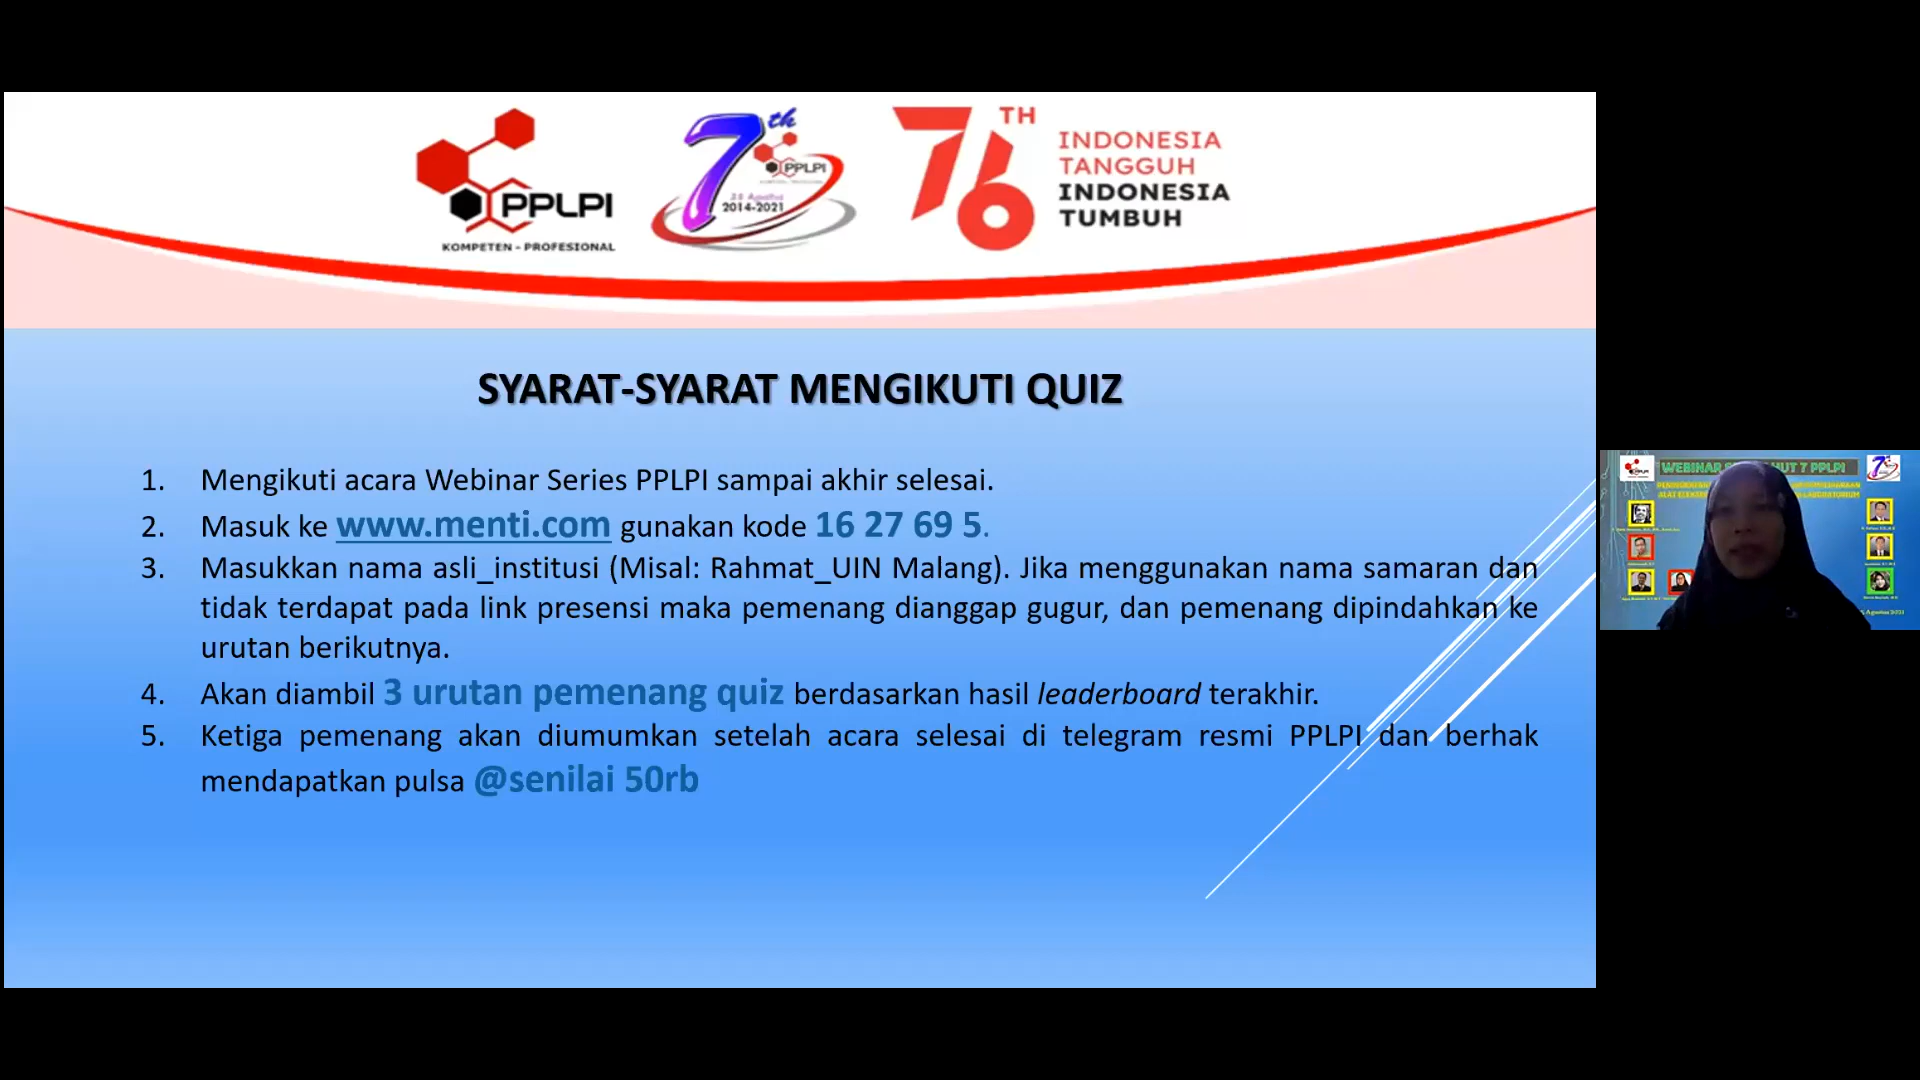 PPLPI
KOMPETEN - PROFESIONAL
7th
PPLPI
2014-2021
76TH
INDONESIA
TANGGUH
INDONESIA
TUMBUH
SYARAT-SYARAT MENGIKUTI QUIZ
1. Mengikuti acara Webinar Series PPLPI sampai akhir selesai.
2. Masuk ke www.menti.com gunakan kode 16 27 69 5.
3. Masukkan nama asli_institusi (Misal: Rahmat_UIN Malang). Jika menggunakan nama samaran dan
tidak terdapat pada link presensi maka pemenang dianggap gugur, dan pemenang dipindahkan ke
urutan berikutnya.
4. Akan diambil 3 urutan pemenang quiz berdasarkan hasil leaderboard terakhir.
5. Ketiga pemenang akan diumumkan setelah acara selesai di telegram resmi PPLPI dan berhak
mendapatkan pulsa @senilai 50rb
WEBINAR HUT 7 PPLPI